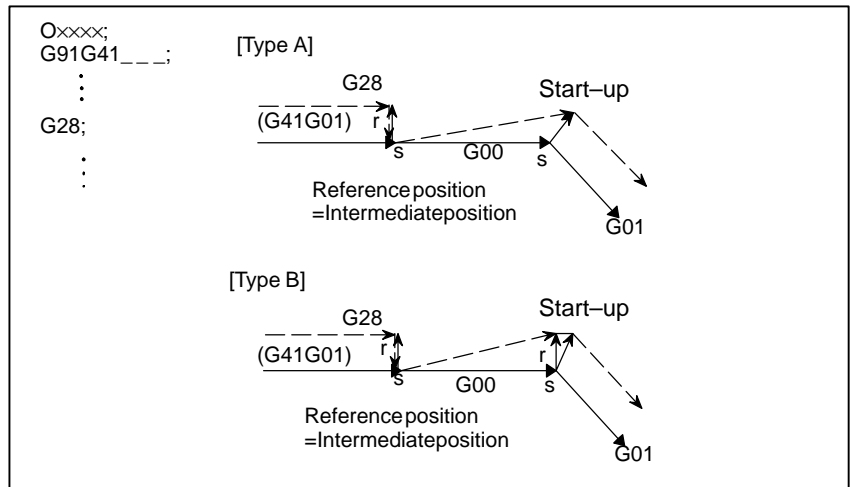 O××××;
G91G41_ _ _;
G28;
[Type A]
G28
Start–up
(G41G01)
r
s
G00
s
Reference position
=Intermediate position
G01
[Type B]
G28
Start–up
(G41G01)
r
r
s
G00
s
Reference position
=Intermediate position
G01